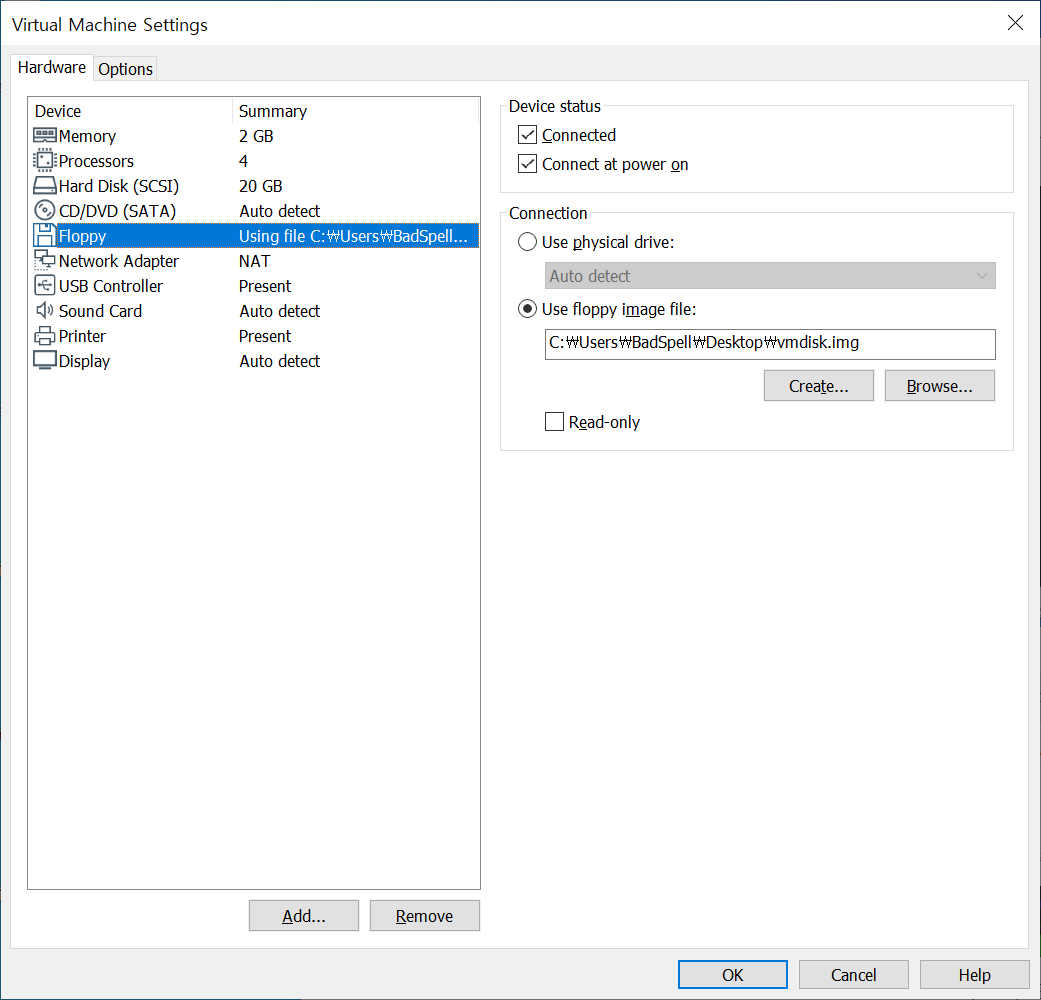 Virtual Machine Settings
Hardware Options
Device Summary
Memory 2 GB
Processors 4
Hard Disk (SCSI) 20 GB
CD/DVD (SATA) Auto detect
Floppy Using file C:₩Users₩BadSpell...
Network Adapter NAT
USB Controller Present
Sound Card Auto detect
Printer Present
Display Auto detect
Add... Remove
Device status
Connected
Connect at power on
Connection
Use physical drive:
Auto detect
Use floppy image file:
C:₩Users₩BadSpell₩Desktop₩vmdisk.img
Create... Browse...
Read-only
OK Cancel Help